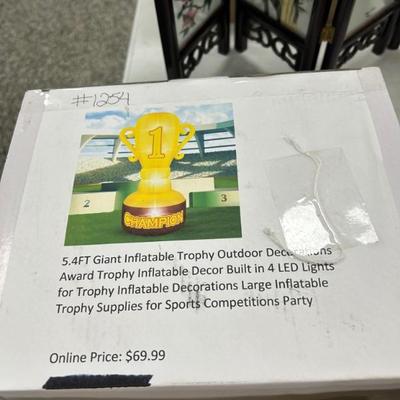 #1254
1
2
3
CHAMPION
5.4FT Giant Inflatable Trophy Outdoor Decorations
Award Trophy Inflatable Decor Built in 4 LED Lights
for Trophy Inflatable Decorations Large Inflatable
Trophy Supplies for Sports Competitions Party
Online Price: $69.99